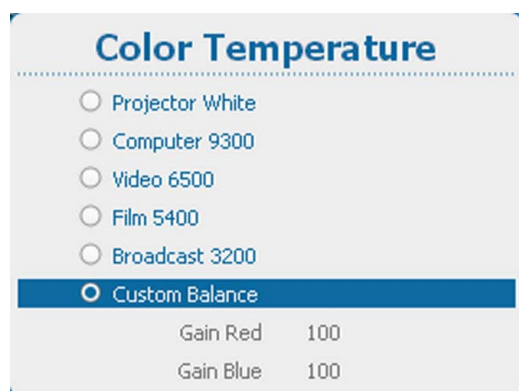 Color Temperature
Projector White
Computer 9300
Video 6500
Film 5400
Broadcast 3200
Custom Balance
Gain Red 100
Gain Blue 100